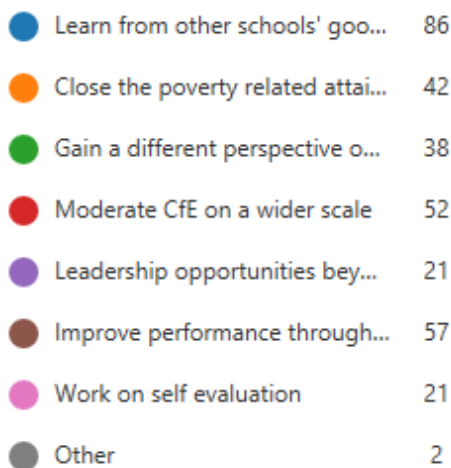 Learn from other schools' goo... 86
Close the poverty related attai... 42
Gain a different perspective o... 38
Moderate CfE on a wider scale 52
Leadership opportunities bey... 21
Improve performance through... 57
Work on self evaluation 21
Other 2